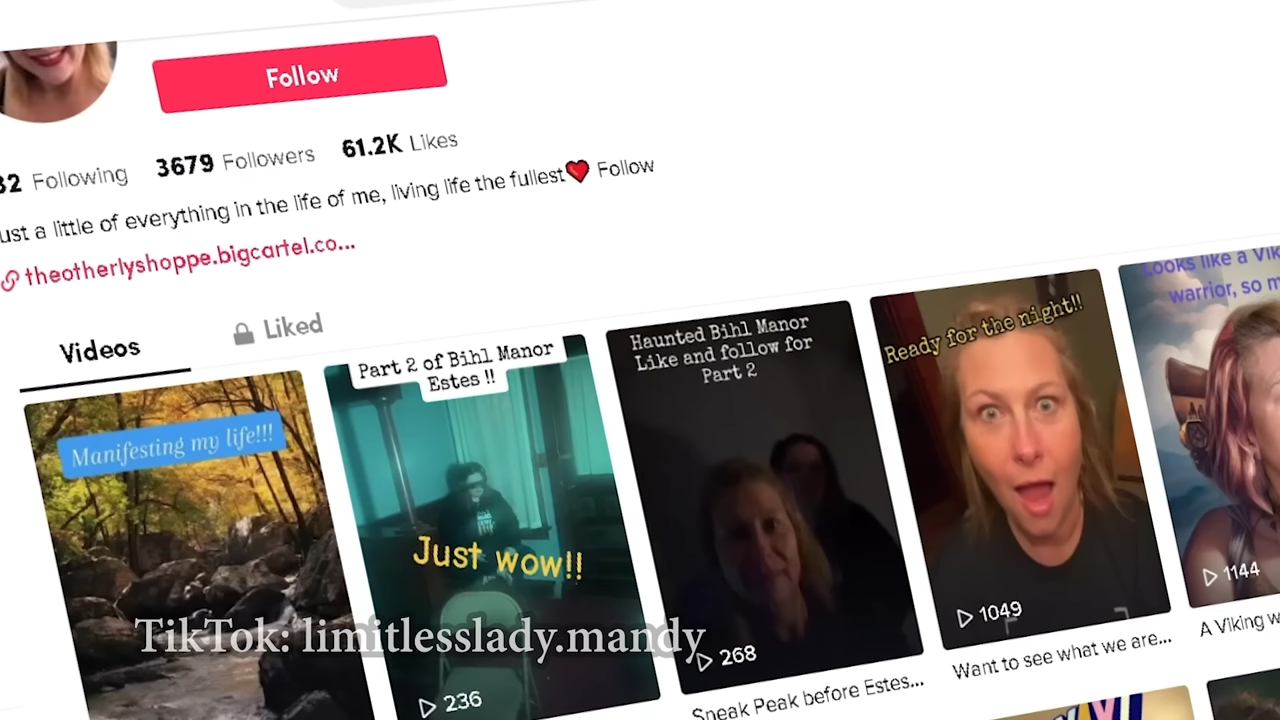 Follow
32 Following 3679 Followers 61.2K Likes
ust a little of everything in the life of me, living life the fullest❤️ Follow
theotherlyshoppe.bigcartel.co...
Videos
Liked
Manifesting my life!!!
Part 2 of Bihl Manor
Estes !!
Just wow!!
236
Haunted Bihl Manor
Like and follow for
Part 2
268
Sneak Peak before Estes...
Ready for the night!!
1049
Want to see what we are...
Looks like a Vik
warrior, so m
1144
A Viking w
TikTok: limitlesslady.mandy